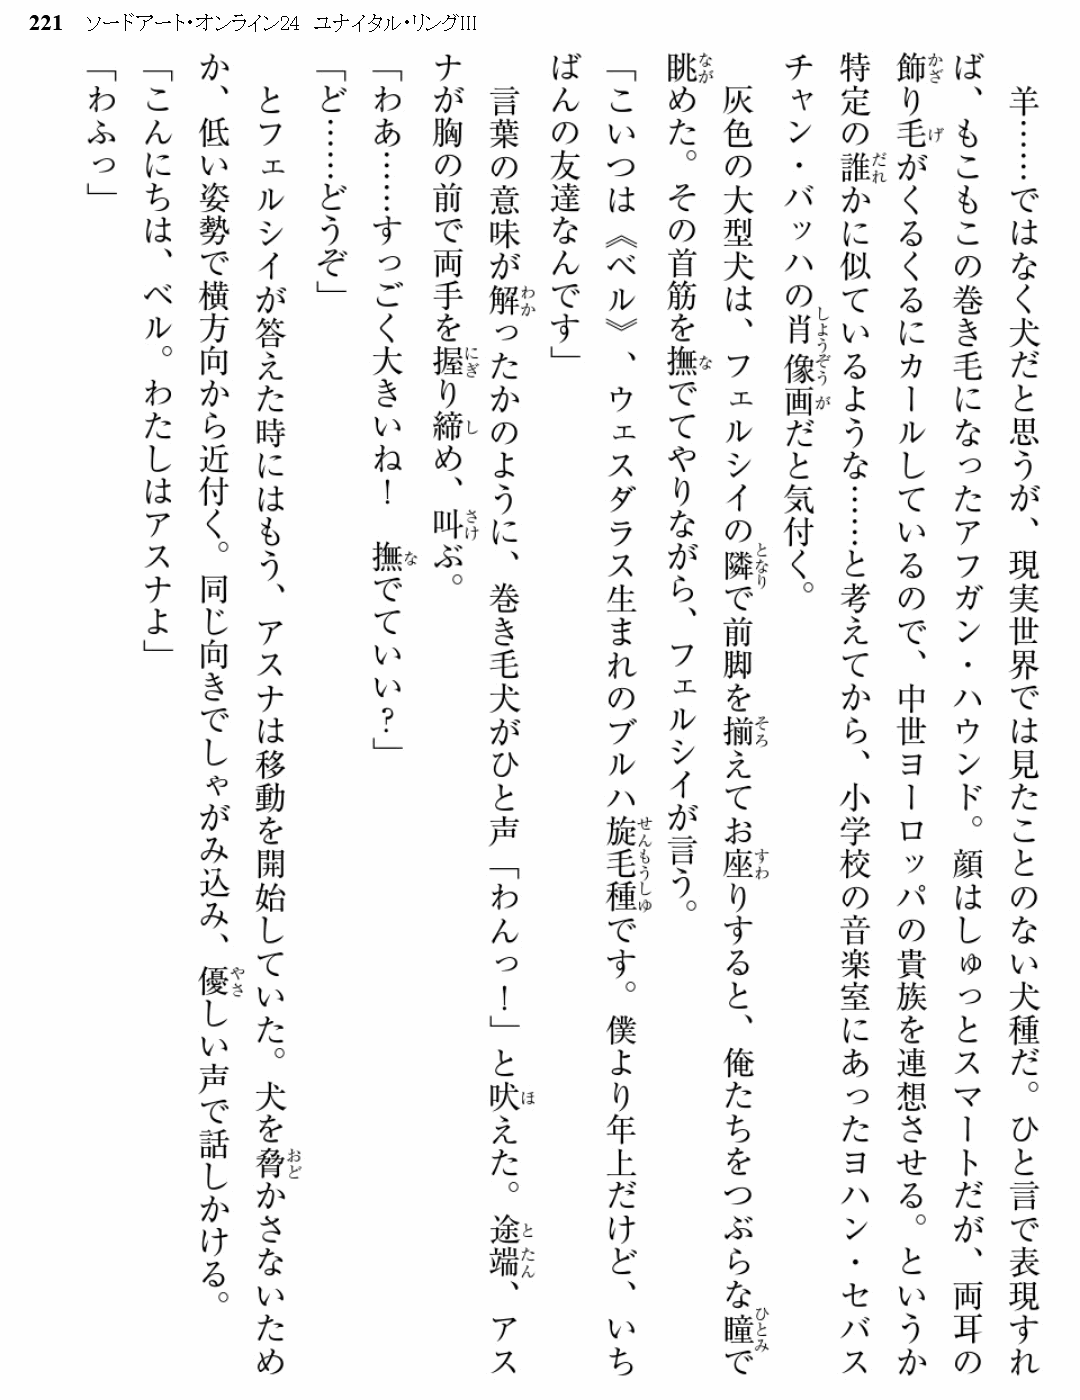 221 ソードアート・オンライン24 ユナイタル・リングIII
羊……ではなく犬だと思うが、現実世界では見たことのない犬種だ。ひと言で表現すれ
ば、もこもこの巻き毛になったアフガン・ハウンド。顔はしゅっとスマートだが、両耳の
飾り毛がくるくるにカールしているので、中世ヨーロッパの貴族を連想させる。というか
特定の誰かに似ているような……と考えてから、小学校の音楽室にあったヨハン・セバス
チャン・バッハの肖像画だと気付く。
灰色の大型犬は、フェルシイの隣で前脚を揃えてお座りすると、俺たちをつぶらな瞳で
眺めた。その首筋を撫でてやりながら、フェルシイが言う。
「こいつは《ベル》、ウェスダラス生まれのブルハ旋毛種です。僕より年上だけど、いち
ばんの友達なんです」
言葉の意味が解ったかのように、巻き毛犬がひと声「わんっ！」と吠えた。途端、アス
ナが胸の前で両手を握り締め、叫ぶ。
「わあ……すっごく大きいね！　撫でていい？」
「ど……どうぞ」
とフェルシイが答えた時にはもう、アスナは移動を開始していた。犬を脅かさないため
か、低い姿勢で横方向から近付く。同じ向きでしゃがみ込み、優しい声で話しかける。
「こんにちは、ベル。わたしはアスナよ」
「わふっ」